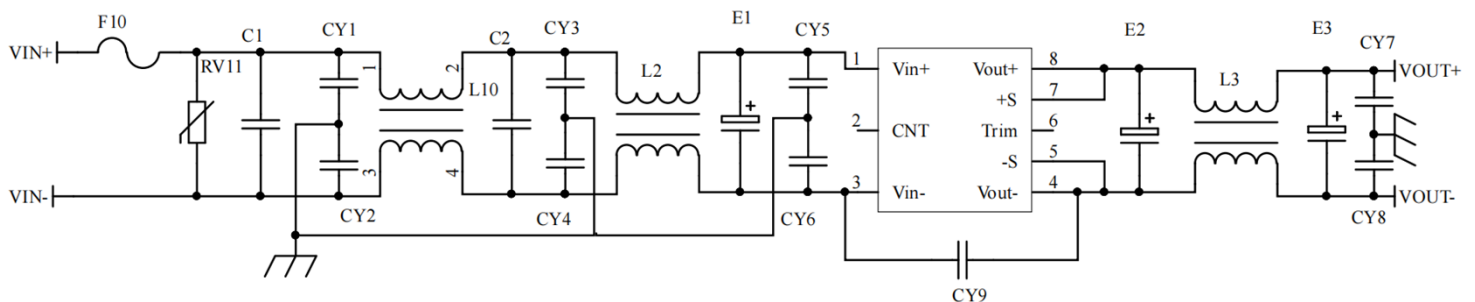 F10
VIN+
RV11
C1
CY1
1
2
L10
3
4
CY2
VIN-
C2
CY3
CY4
L2
E1
+
CY5
CY6
1
Vin+
2
CNT
3
Vin-
Vout+
8
+S
7
Trim
6
-S
5
Vout-
4
CY9
E2
+
L3
E3
+
CY7
VOUT+
VOUT-
CY8